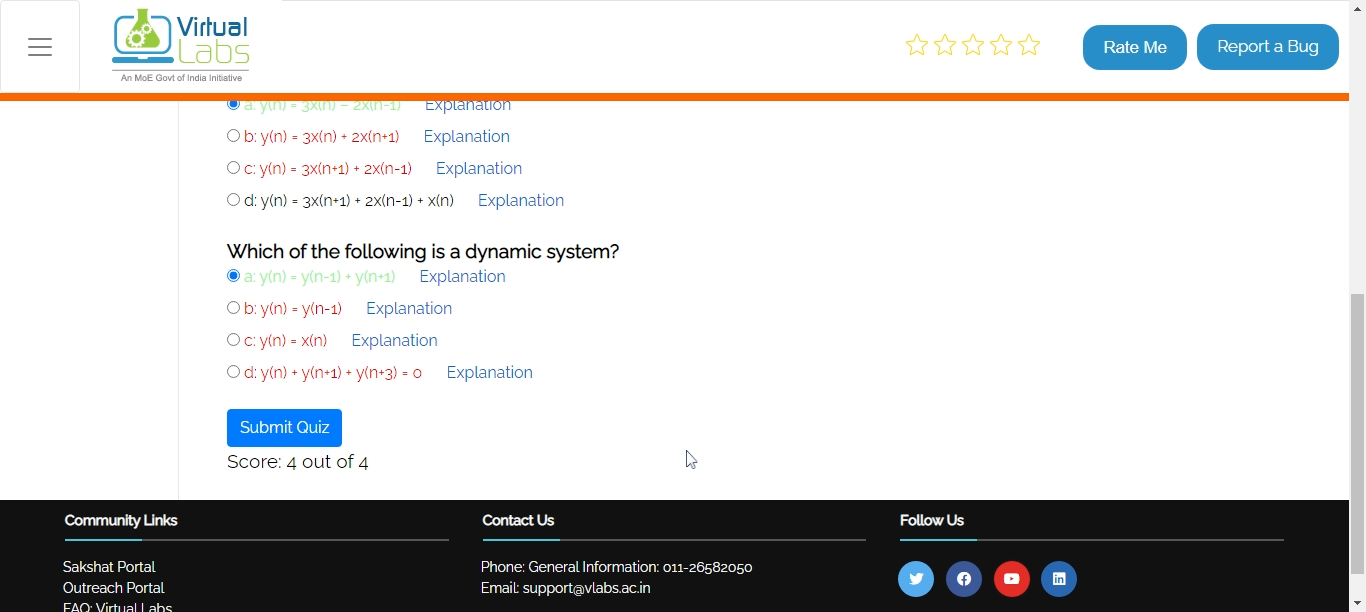 Virtual
Labs
An MoE Govt of India Initiative
Rate Me
Report a Bug
a: y(n) = 3x(n) – 2x(n-1) Explanation
b: y(n) = 3x(n) + 2x(n+1) Explanation
c: y(n) = 3x(n+1) + 2x(n-1) Explanation
d: y(n) = 3x(n+1) + 2x(n-1) + x(n) Explanation
Which of the following is a dynamic system?
a: y(n) = y(n-1) + y(n+1) Explanation
b: y(n) = y(n-1) Explanation
c: y(n) = x(n) Explanation
d: y(n) + y(n+1) + y(n+3) = 0 Explanation
Submit Quiz
Score: 4 out of 4
Community Links
Sakshat Portal
Outreach Portal
FAQ: Virtual Labs
Contact Us
Phone: General Information: 011-26582050
Email: support@vlabs.ac.in
Follow Us